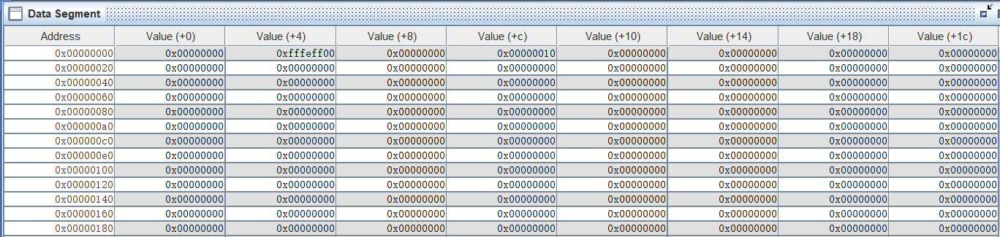 Data Segment
Address Value (+0) Value (+4) Value (+8) Value (+c) Value (+10) Value (+14) Value (+18) Value (+1c)
0x00000000 0x00000000 0xfffeff00 0x00000000 0x00000010 0x00000000 0x00000000 0x00000000 0x00000000
0x00000020 0x00000000 0x00000000 0x00000000 0x00000000 0x00000000 0x00000000 0x00000000 0x00000000
0x00000040 0x00000000 0x00000000 0x00000000 0x00000000 0x00000000 0x00000000 0x00000000 0x00000000
0x00000060 0x00000000 0x00000000 0x00000000 0x00000000 0x00000000 0x00000000 0x00000000 0x00000000
0x00000080 0x00000000 0x00000000 0x00000000 0x00000000 0x00000000 0x00000000 0x00000000 0x00000000
0x000000a0 0x00000000 0x00000000 0x00000000 0x00000000 0x00000000 0x00000000 0x00000000 0x00000000
0x000000c0 0x00000000 0x00000000 0x00000000 0x00000000 0x00000000 0x00000000 0x00000000 0x00000000
0x000000e0 0x00000000 0x00000000 0x00000000 0x00000000 0x00000000 0x00000000 0x00000000 0x00000000
0x00000100 0x00000000 0x00000000 0x00000000 0x00000000 0x00000000 0x00000000 0x00000000 0x00000000
0x00000120 0x00000000 0x00000000 0x00000000 0x00000000 0x00000000 0x00000000 0x00000000 0x00000000
0x00000140 0x00000000 0x00000000 0x00000000 0x00000000 0x00000000 0x00000000 0x00000000 0x00000000
0x00000160 0x00000000 0x00000000 0x00000000 0x00000000 0x00000000 0x00000000 0x00000000 0x00000000
0x00000180 0x00000000 0x00000000 0x00000000 0x00000000 0x00000000 0x00000000 0x00000000 0x00000000